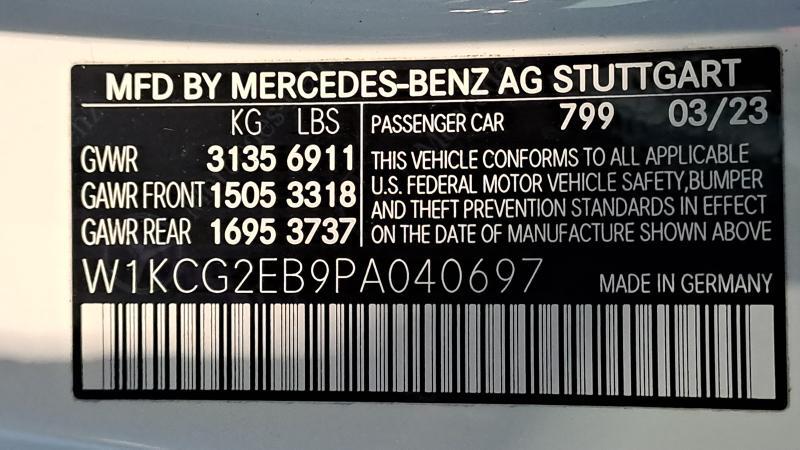 MFD BY MERCEDES-BENZ AG STUTTGART
KG LBS
GVWR 3135 6911
GAWR FRONT 1505 3318
GAWR REAR 1695 3737
PASSENGER CAR 799 03/23
THIS VEHICLE CONFORMS TO ALL APPLICABLE
U.S. FEDERAL MOTOR VEHICLE SAFETY,BUMPER
AND THEFT PREVENTION STANDARDS IN EFFECT
ON THE DATE OF MANUFACTURE SHOWN ABOVE
W1KCG2EB9PA040697 MADE IN GERMANY